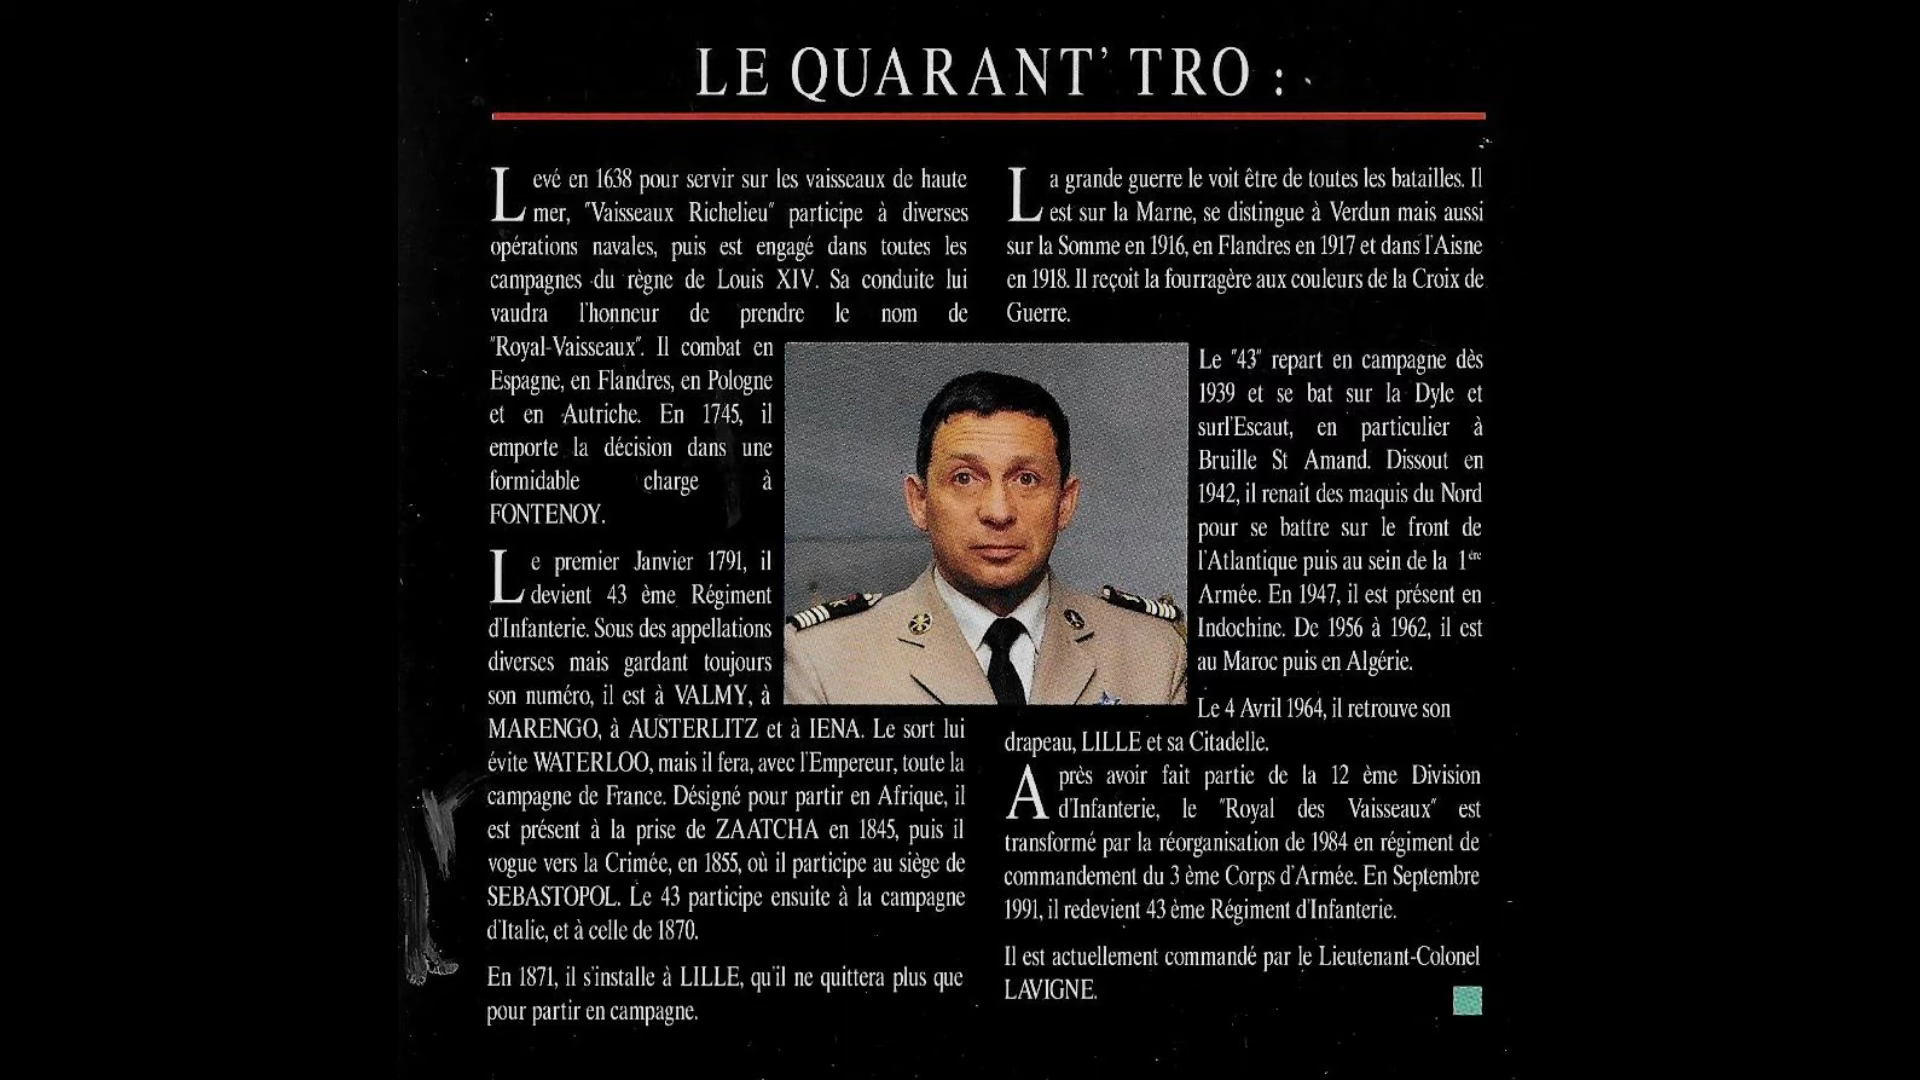 LE QUARANT' TRO :
Levé en 1638 pour servir sur les vaisseaux de haute
mer, "Vaisseaux Richelieu" participe à diverses
opérations navales, puis est engagé dans toutes les
campagnes du règne de Louis XIV. Sa conduite lui
vaudra l'honneur de prendre le nom de
"Royal-Vaisseaux". Il combat en
Espagne, en Flandres, en Pologne
et en Autriche. En 1745, il
emporte la décision dans une
formidable charge à
FONTENOY.
Le premier Janvier 1791, il
devient 43 ème Régiment
d'Infanterie. Sous des appellations
diverses mais gardant toujours
son numéro, il est à VALMY, à
MARENGO, à AUSTERLITZ et à IENA. Le sort lui
évite WATERLOO, mais il fera, avec l'Empereur, toute la
campagne de France. Désigné pour partir en Afrique, il
est présent à la prise de ZAATCHA en 1845, puis il
vogue vers la Crimée, en 1855, où il participe au siège de
SEBASTOPOL. Le 43 participe ensuite à la campagne
d'Italie, et à celle de 1870.
En 1871, il s'installe à LILLE, qu'il ne quittera plus que
pour partir en campagne.
La grande guerre le voit être de toutes les batailles. Il
est sur la Marne, se distingue à Verdun mais aussi
sur la Somme en 1916, en Flandres en 1917 et dans l'Aisne
en 1918. Il reçoit la fourragère aux couleurs de la Croix de
Guerre.
Le "43" repart en campagne dès
1939 et se bat sur la Dyle et
surl'Escaut, en particulier à
Bruille St Amand. Dissout en
1942, il renait des maquis du Nord
pour se battre sur le front de
l'Atlantique puis au sein de la 1ère
Armée. En 1947, il est présent en
Indochine. De 1956 à 1962, il est
au Maroc puis en Algérie.
Le 4 Avril 1964, il retrouve son
drapeau, LILLE et sa Citadelle.
Après avoir fait partie de la 12 ème Division
d'Infanterie, le "Royal des Vaisseaux" est
transformé par la réorganisation de 1984 en régiment de
commandement du 3 ème Corps d'Armée. En Septembre
1991, il redevient 43 ème Régiment d'Infanterie.
Il est actuellement commandé par le Lieutenant-Colonel
LAVIGNE.